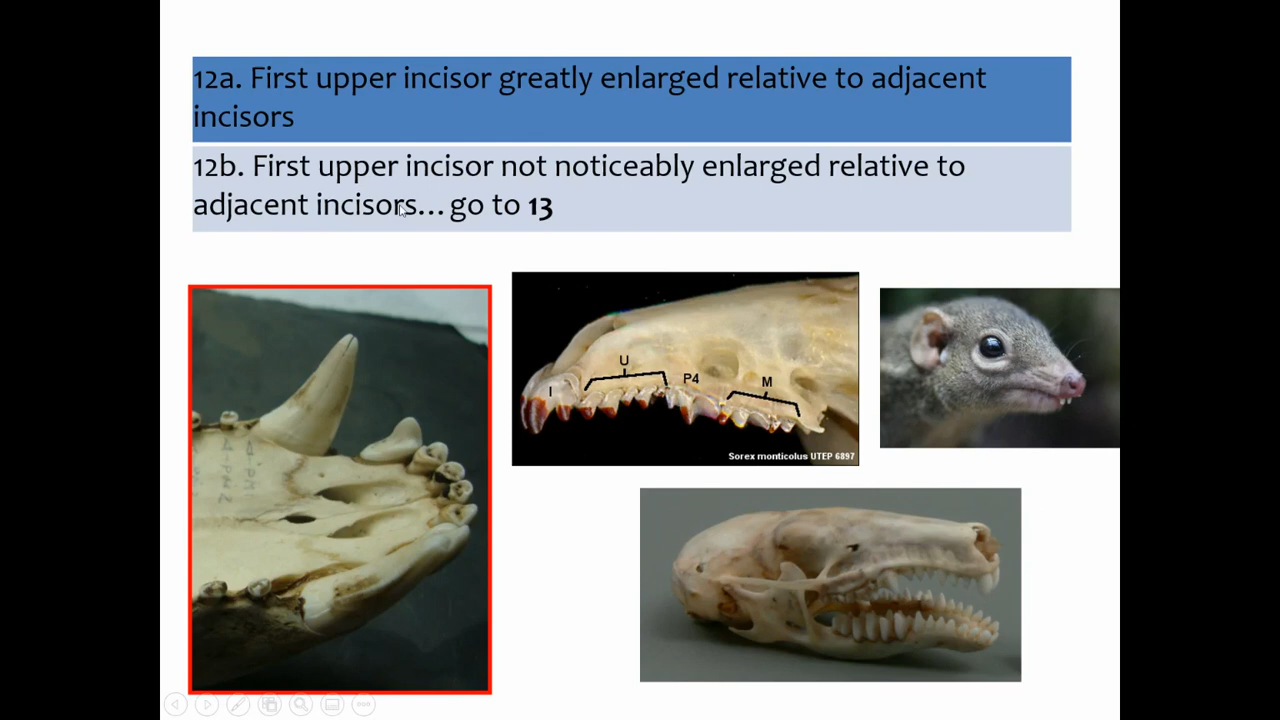 12a. First upper incisor greatly enlarged relative to adjacent
incisors
12b. First upper incisor not noticeably enlarged relative to
adjacent incisors... go to 13
U
P4
M
I
Sorex monticolus UTEP 6897